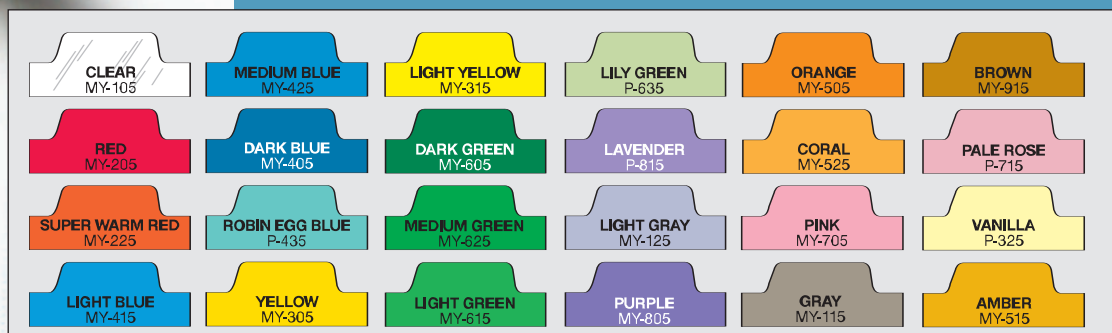 CLEAR
MY-105
MEDIUM BLUE
MY-425
LIGHT YELLOW
MY-315
LILY GREEN
P-635
ORANGE
MY-505
BROWN
MY-915
RED
MY-205
DARK BLUE
MY-405
DARK GREEN
MY-605
LAVENDER
P-815
CORAL
MY-525
PALE ROSE
P-715
SUPER WARM RED
MY-225
ROBIN EGG BLUE
P-435
MEDIUM GREEN
MY-625
LIGHT GRAY
MY-125
PINK
MY-705
VANILLA
P-325
LIGHT BLUE
MY-415
YELLOW
MY-305
LIGHT GREEN
MY-615
PURPLE
MY-805
GRAY
MY-115
AMBER
MY-515